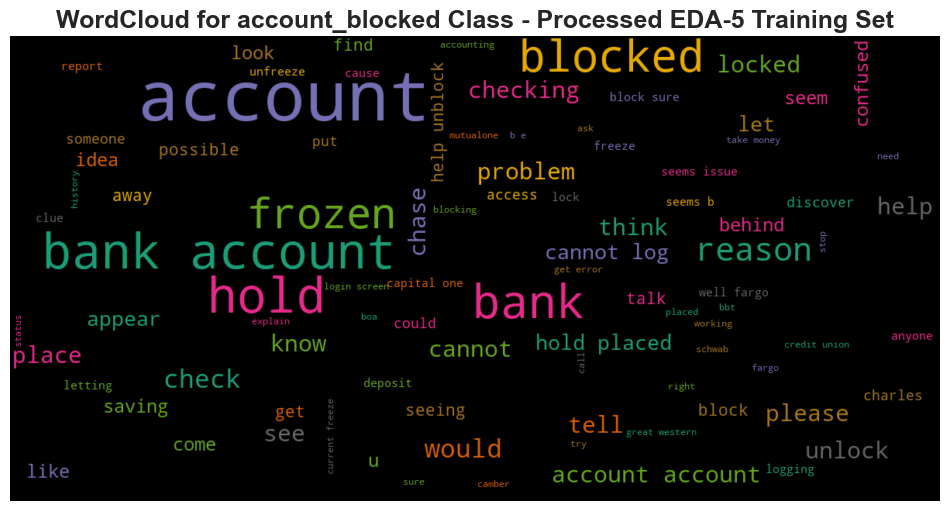 WordCloud for account_blocked Class - Processed EDA-5 Training Set
find
accounting
look
blocked
locked
confused
report
unfreeze
cause
account
checking
help unblock
block sure
seem
someone
possible
put
mutualone
b e
ask
let
take money
idea
freeze
need
history
away
problem
seems issue
access
lock
seems b
discover
help
clue
frozen
chase
blocking
think
behind
stop
bank account
cannot log
reason
get error
hold
login screen
capital one
bank
talk
well fargo
appear
explain
boa
could
placed
bbt
working
status
place
know
cannot
hold placed
schwab
credit union
anyone
check
letting
deposit
call
fargo
right
charles
saving
get
seeing
block
please
see
current freeze
tell
great western
come
would
try
unlock
like
u
account account
logging
sure
camber